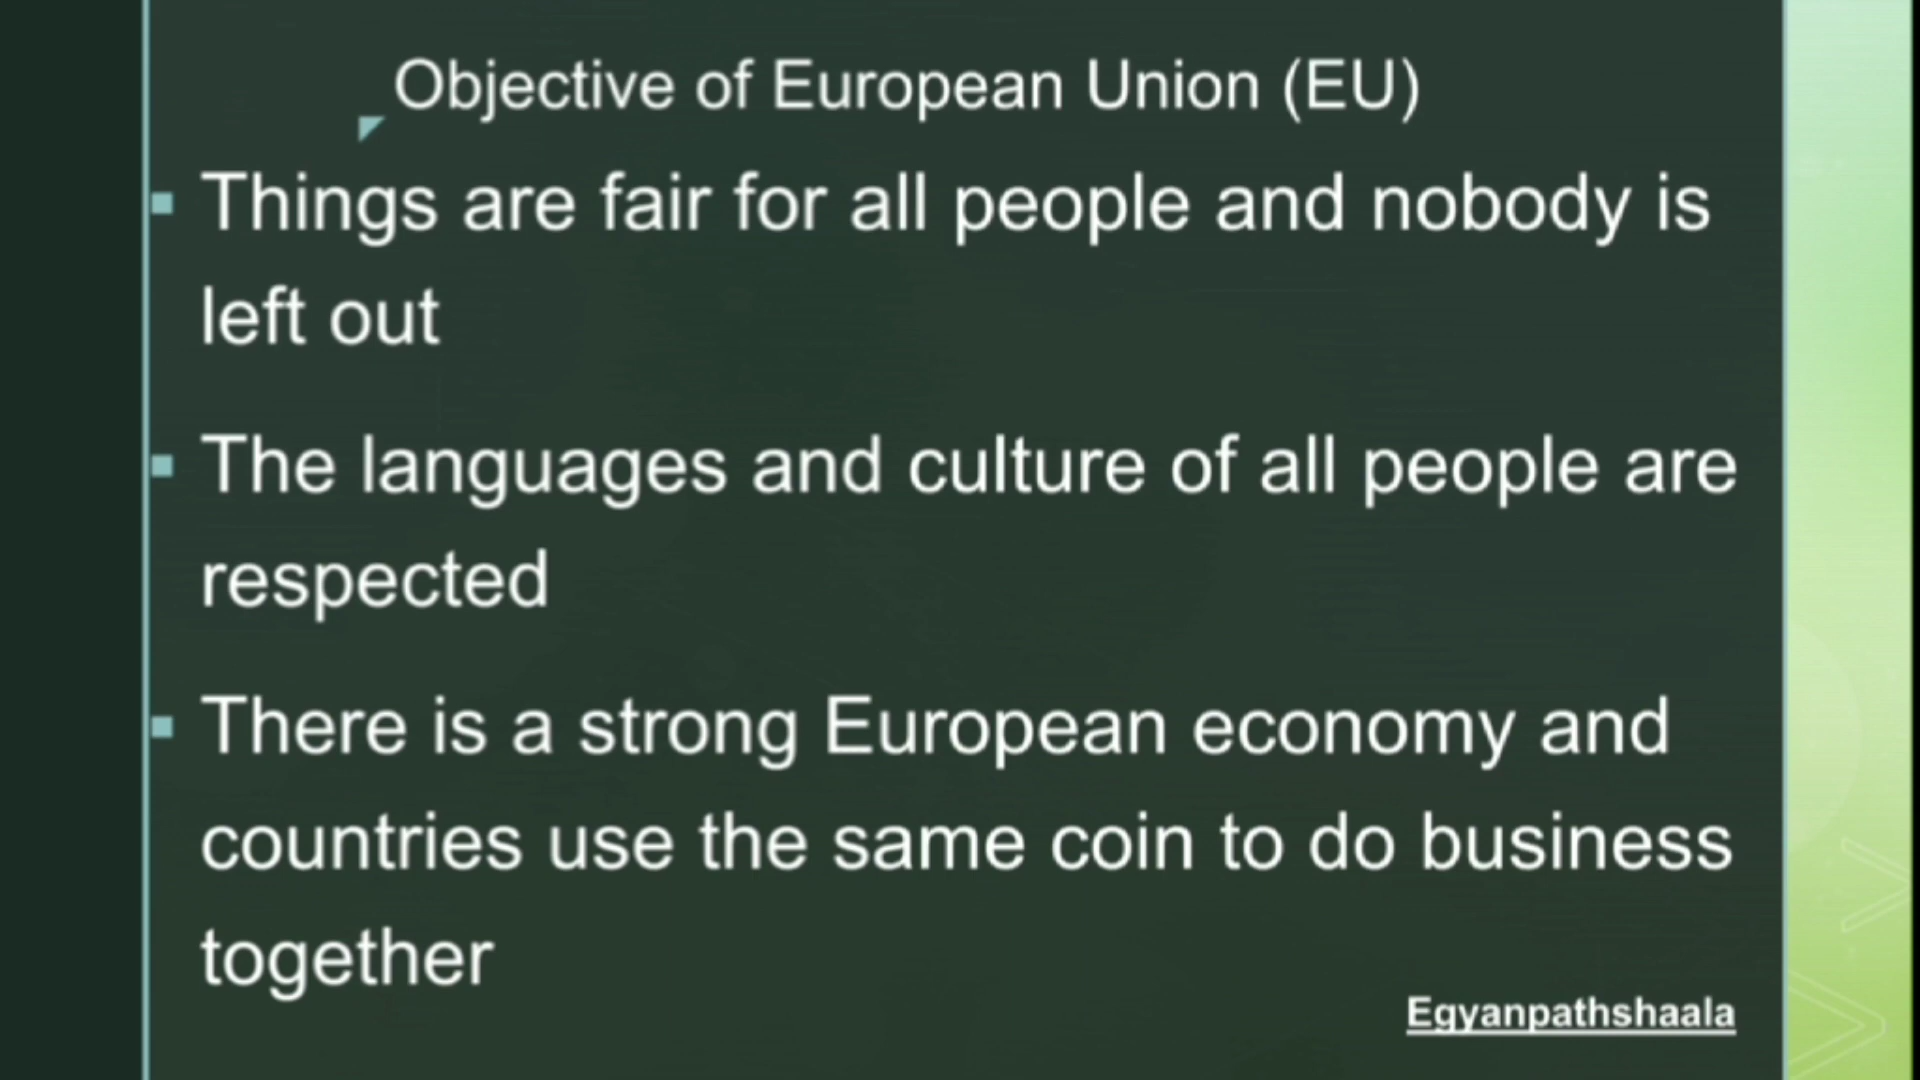 Objective of European Union (EU)
Things are fair for all people and nobody is
left out
The languages and culture of all people are
respected
There is a strong European economy and
countries use the same coin to do business
together
Egyanpathshaala